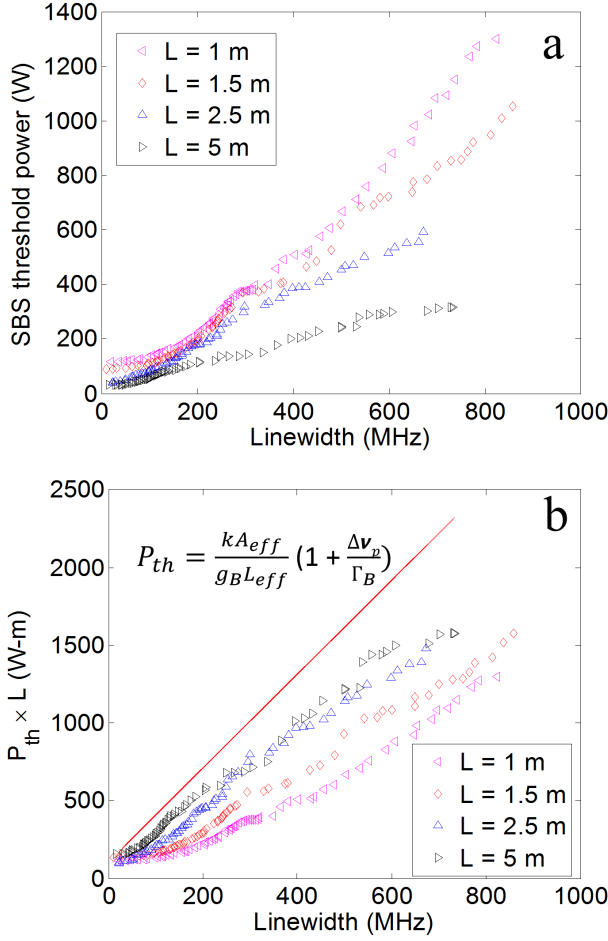 a
L = 1 m
L = 1.5 m
L = 2.5 m
L = 5 m
SBS threshold power (W)
1400
1200
1000
800
600
400
200
0
0 200 400 600 800 1000
Linewidth (MHz)
b
P_th = kA_eff / g_B L_eff (1 + Δν_p / Γ_B)
P_th × L (W-m)
2500
2000
1500
1000
500
0
L = 1 m
L = 1.5 m
L = 2.5 m
L = 5 m
0 200 400 600 800 1000
Linewidth (MHz)